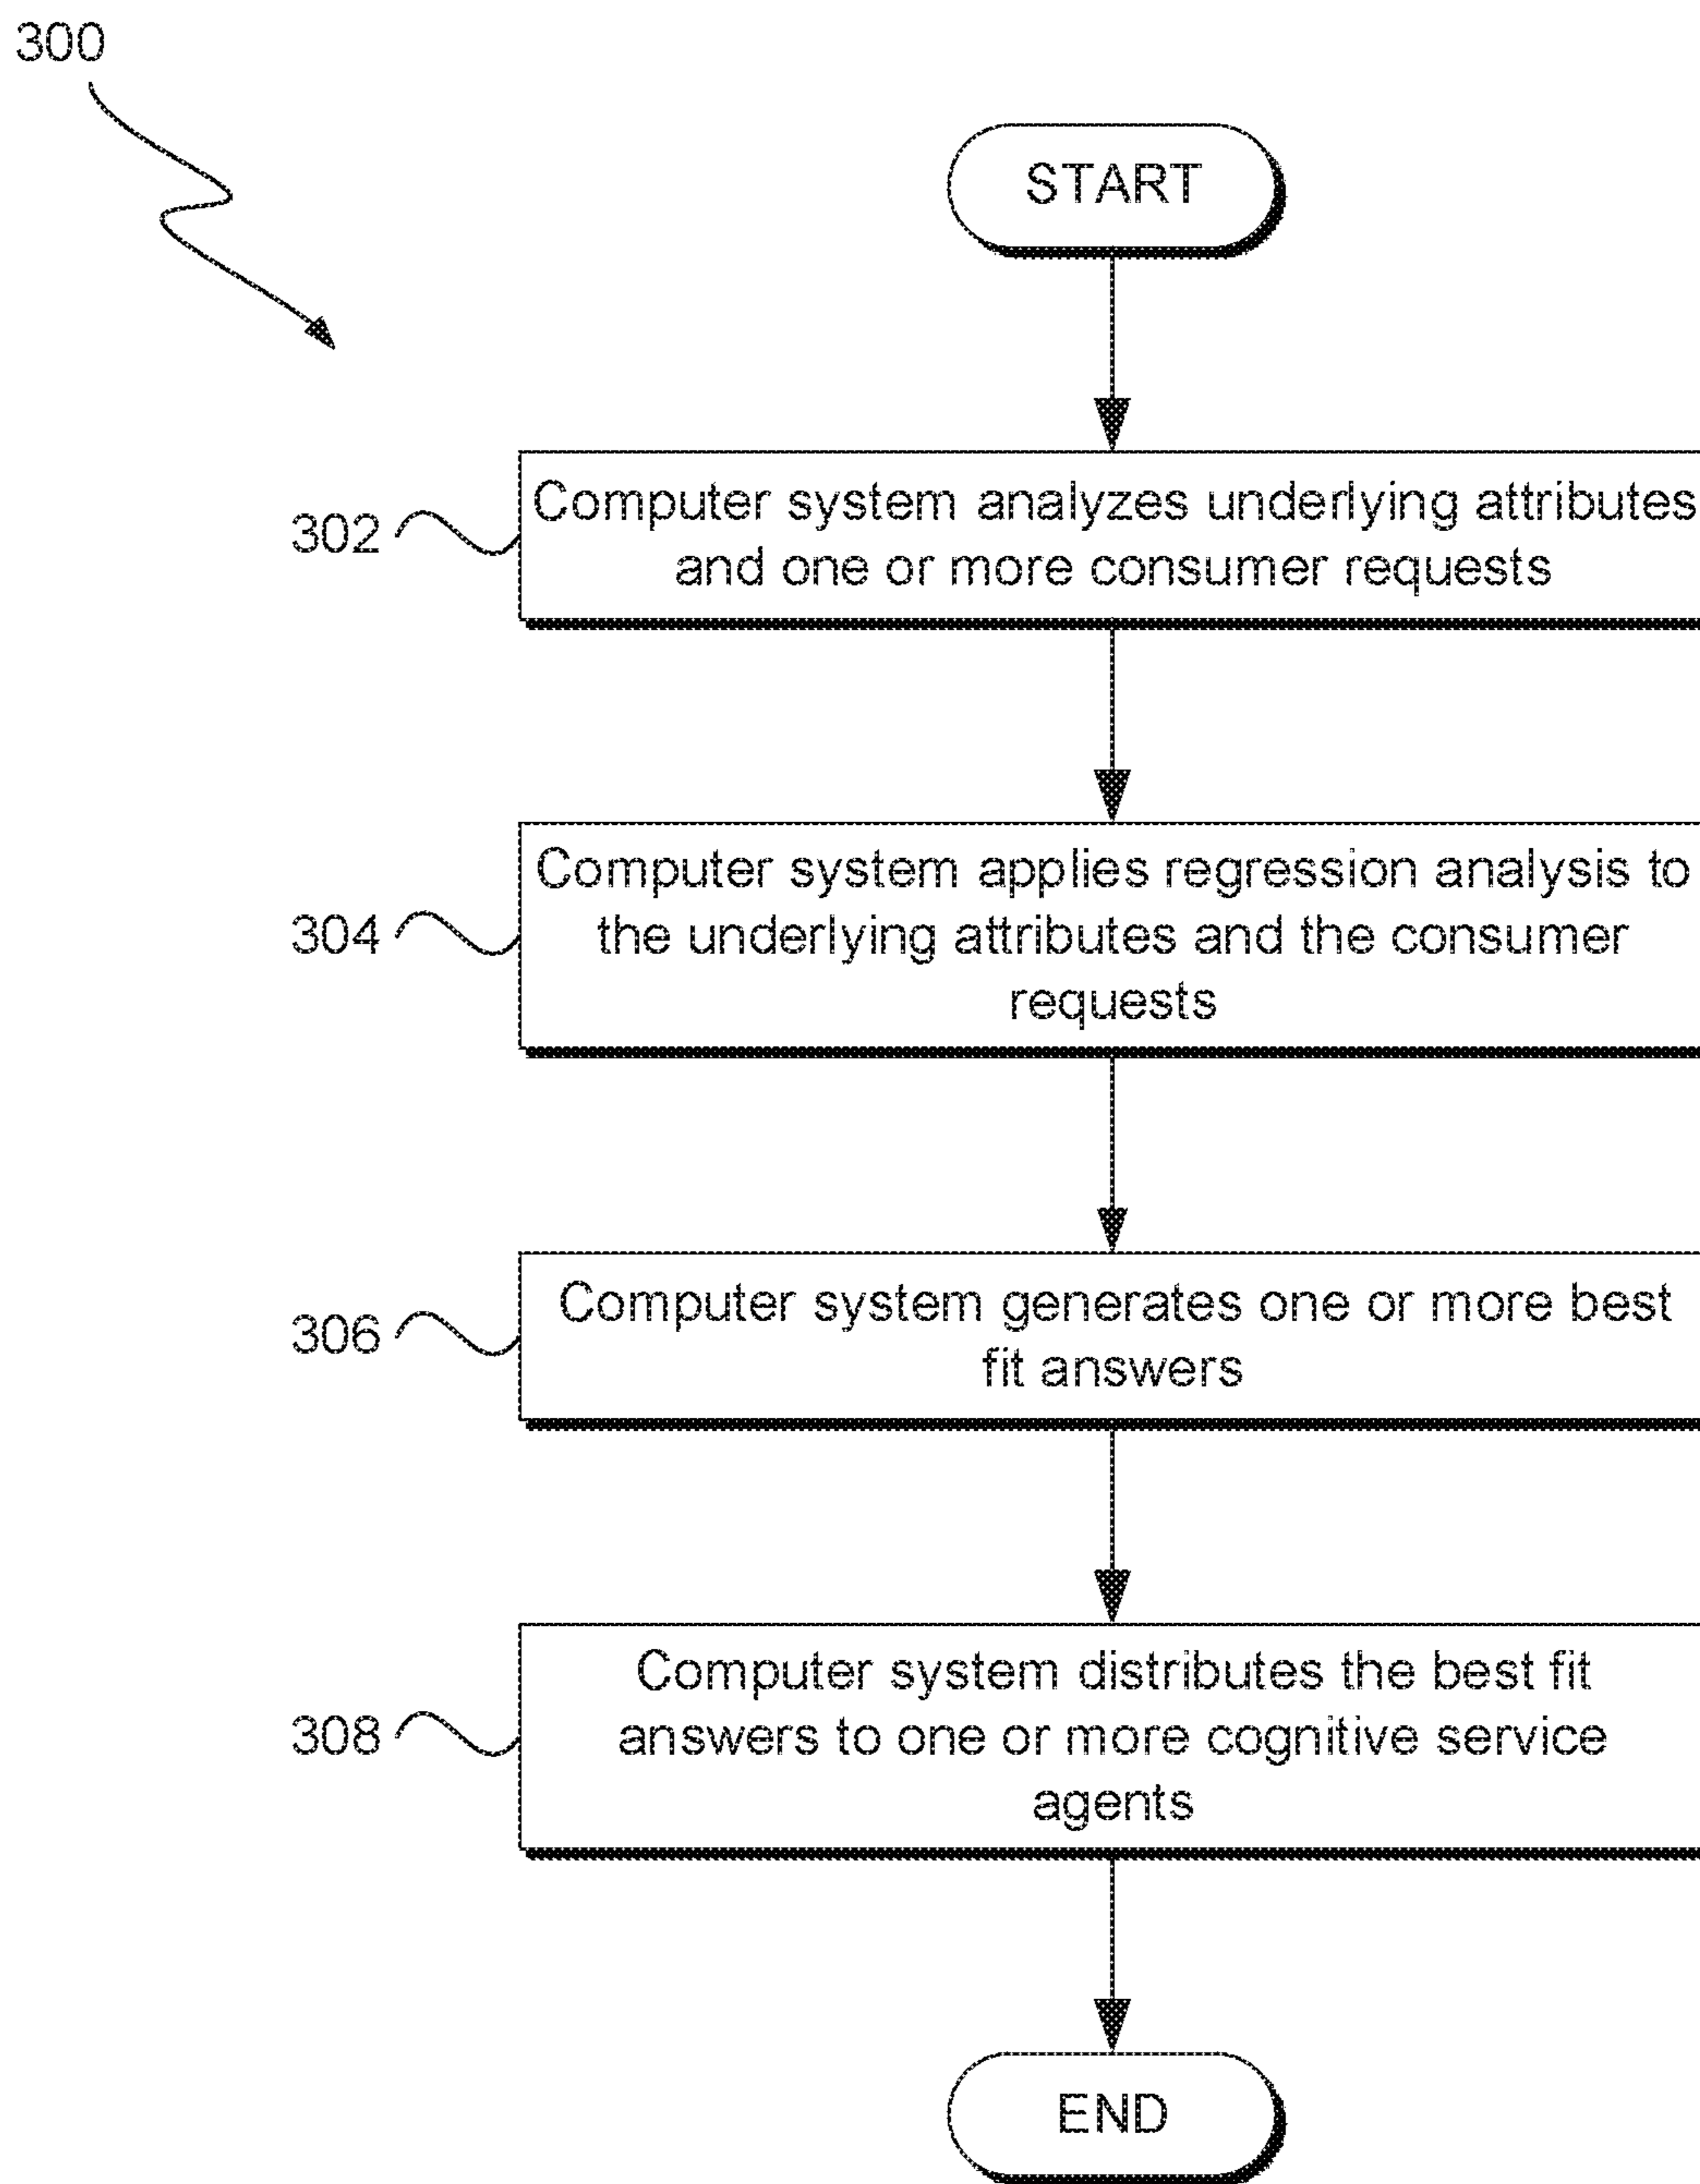 300
START
302
Computer system analyzes underlying attributes
and one or more consumer requests
304
Computer system applies regression analysis to
the underlying attributes and the consumer
requests
306
Computer system generates one or more best
fit answers
308
Computer system distributes the best fit
answers to one or more cognitive service
agents
END